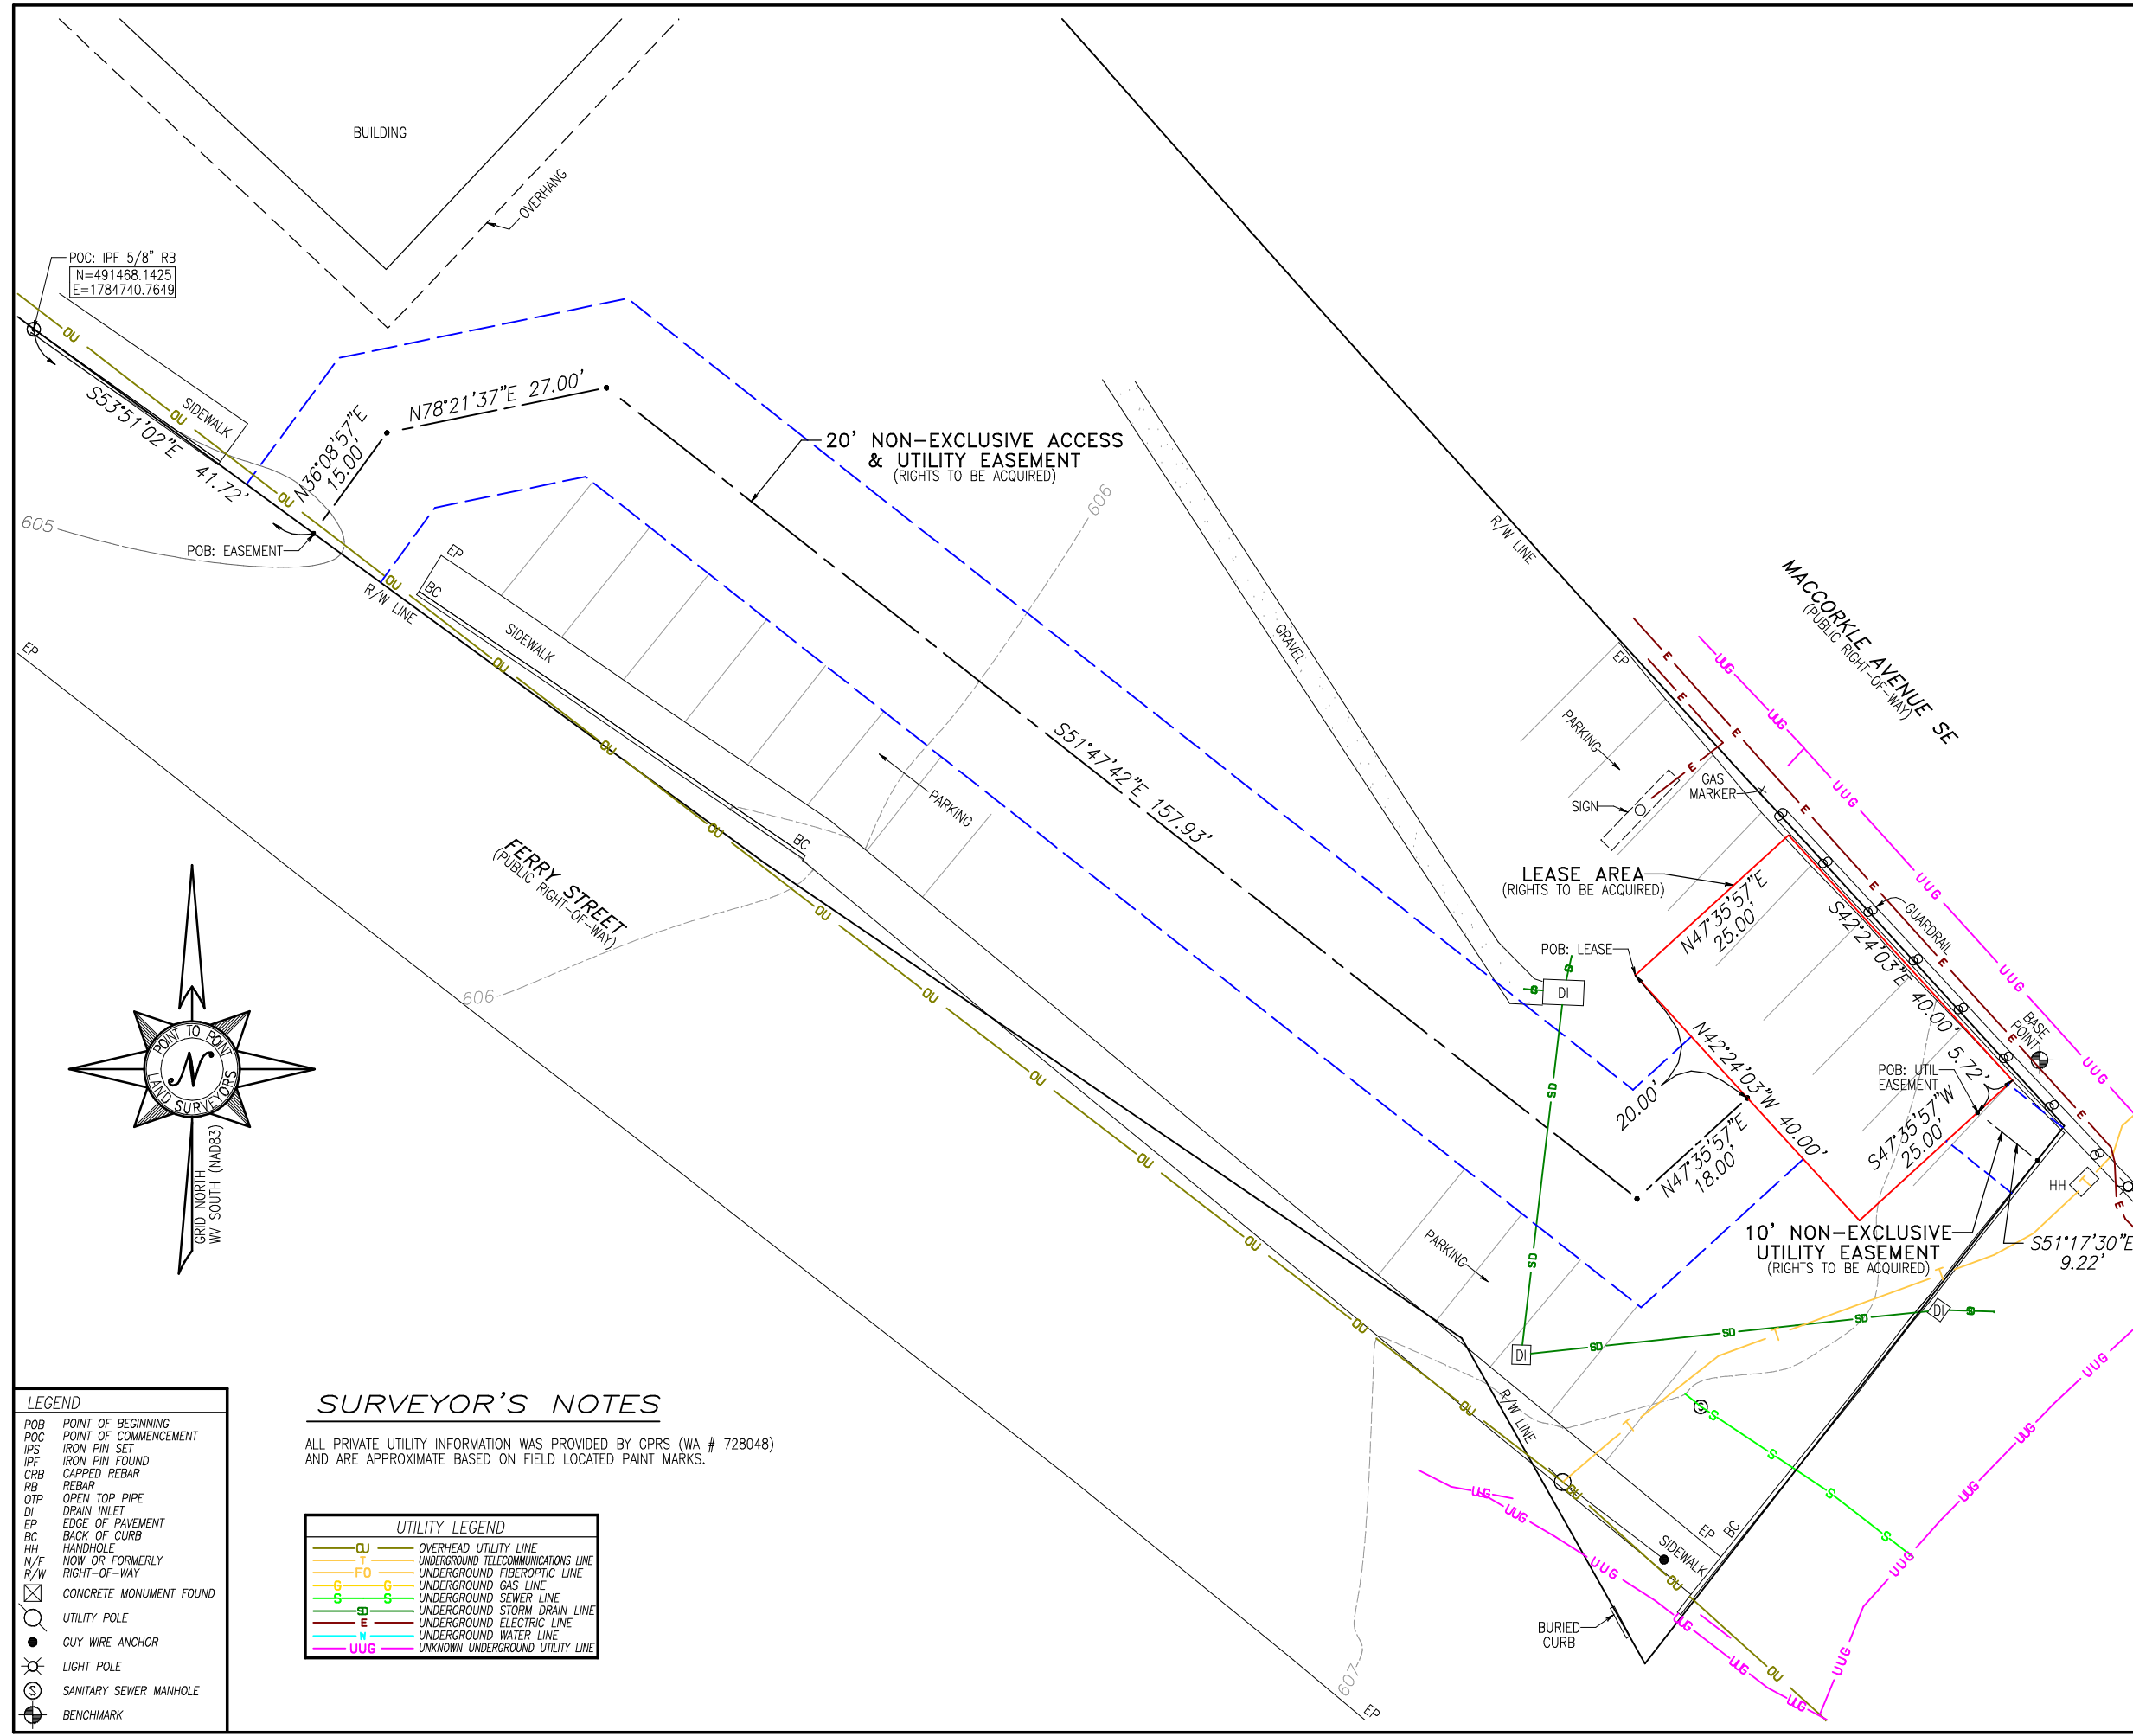 BUILDING
OVERHANG
POC: IPF 5/8" RB
N=491468.1425
E=1784740.7649
OU
SIDEWALK
S53°51'02"E 41.72'
N36°08'57"E
15.00'
N78°21'37"E 27.00'
20' NON-EXCLUSIVE ACCESS
& UTILITY EASEMENT
(RIGHTS TO BE ACQUIRED)
605
POB: EASEMENT
R/W LINE
EP
BC
EP
SIDEWALK
606
GRAVEL
R/W LINE
MACCORKLE AVENUE SE
(PUBLIC RIGHT-OF-WAY)
EP
PARKING
SIGN
GAS
MARKER
S51°47'42"E 157.93'
PARKING
BC
FERRY STREET
(PUBLIC RIGHT-OF-WAY)
606
LEASE AREA
(RIGHTS TO BE ACQUIRED)
N47°35'57"E
25.00'
S42°24'03"E 40.00'
GUARDRAIL
POB: LEASE
DI
N42°24'03"W 40.00'
20.00'
BASE
POINT
5.72'
POB: UTIL
EASEMENT
S47°35'57"W
25.00'
N47°35'57"E
18.00'
HH
10' NON-EXCLUSIVE
UTILITY EASEMENT
(RIGHTS TO BE ACQUIRED)
S51°17'30"E
9.22'
PARKING
DI
DI
SD
E
UUG
T
S
S
R/W LINE
EP
BC
SIDEWALK
BURIED
CURB
607
EP
POINT TO POINT
N
LAND SURVEYORS
GRID NORTH
WV SOUTH (NAD83)
LEGEND
POB POINT OF BEGINNING
POC POINT OF COMMENCEMENT
IPS IRON PIN SET
IPF IRON PIN FOUND
CRB CAPPED REBAR
RB REBAR
OTP OPEN TOP PIPE
DI DRAIN INLET
EP EDGE OF PAVEMENT
BC BACK OF CURB
HH HANDHOLE
N/F NOW OR FORMERLY
R/W RIGHT-OF-WAY
CONCRETE MONUMENT FOUND
UTILITY POLE
GUY WIRE ANCHOR
LIGHT POLE
S SANITARY SEWER MANHOLE
BENCHMARK
SURVEYOR'S NOTES
ALL PRIVATE UTILITY INFORMATION WAS PROVIDED BY GPRS (WA # 728048)
AND ARE APPROXIMATE BASED ON FIELD LOCATED PAINT MARKS.
UTILITY LEGEND
OU OVERHEAD UTILITY LINE
T UNDERGROUND TELECOMMUNICATIONS LINE
FO UNDERGROUND FIBEROPTIC LINE
G G UNDERGROUND GAS LINE
S S UNDERGROUND SEWER LINE
SD UNDERGROUND STORM DRAIN LINE
E UNDERGROUND ELECTRIC LINE
W UNDERGROUND WATER LINE
UUG UNKNOWN UNDERGROUND UTILITY LINE